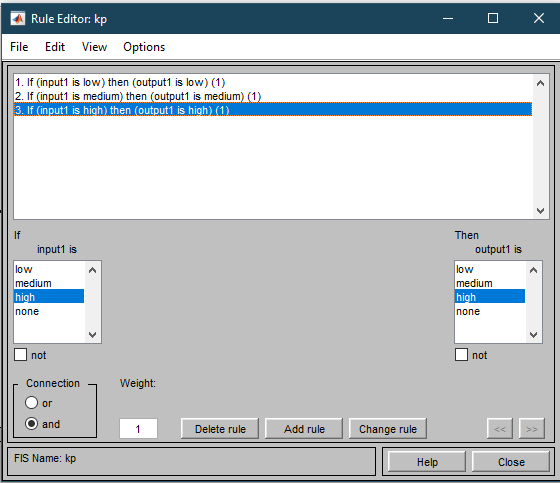 Rule Editor: kp
File Edit View Options
1. If (input1 is low) then (output1 is low) (1)
2. If (input1 is medium) then (output1 is medium) (1)
3. If (input1 is high) then (output1 is high) (1)
If
input1 is
low
medium
high
none
not
Then
output1 is
low
medium
high
none
not
Connection
or
and
Weight:
1
Delete rule
Add rule
Change rule
<<
>>
FIS Name: kp
Help
Close